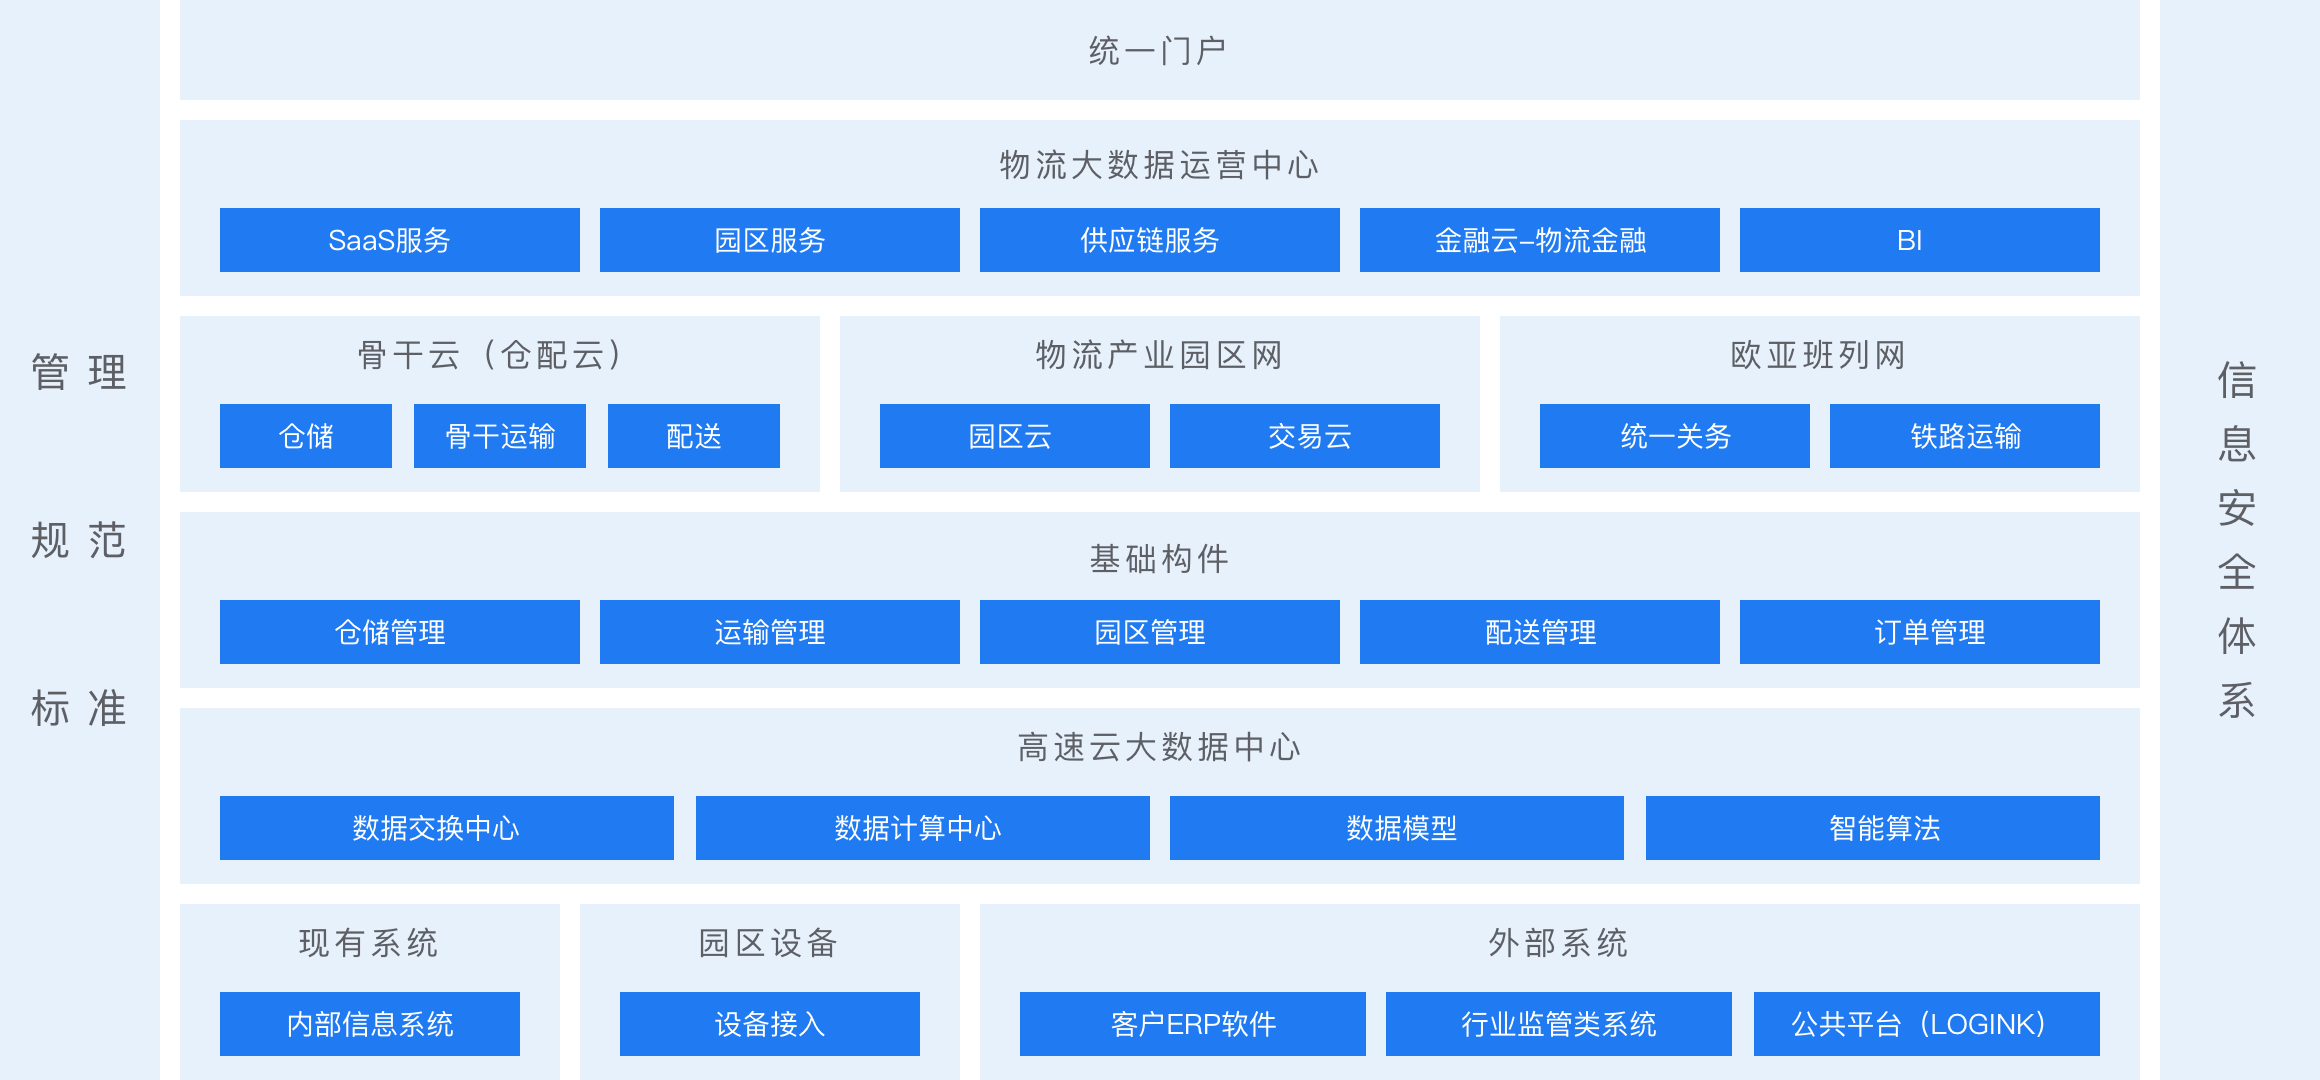 统一门户
物流大数据运营中心
SaaS服务
园区服务
供应链服务
金融云-物流金融
BI
骨干云（仓配云）
仓储
骨干运输
配送
物流产业园区网
园区云
交易云
欧亚班列网
统一关务
铁路运输
基础构件
仓储管理
运输管理
园区管理
配送管理
订单管理
高速云大数据中心
数据交换中心
数据计算中心
数据模型
智能算法
现有系统
内部信息系统
园区设备
设备接入
外部系统
客户ERP软件
行业监管类系统
公共平台（LOGINK）
管理
规范
标准
信息安全体系